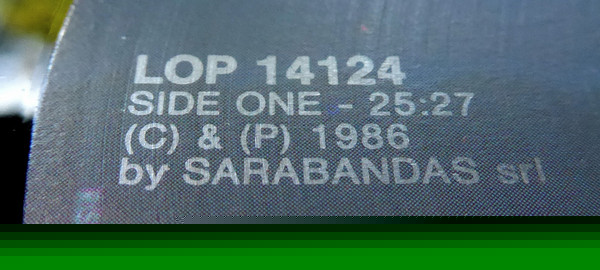 LOP 14124
SIDE ONE - 25:27
(C) & (P) 1986
by SARABANDAS srl